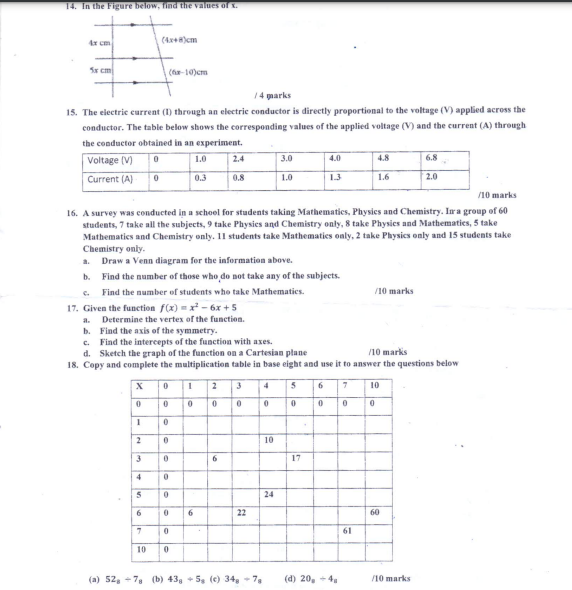 14. In the Figure below, find the values of x.
4x cm
(4x+8)cm
5x cm
(6x-10)cm
/ 4 marks
15. The electric current (I) through an electric conductor is directly proportional to the voltage (V) applied across the
conductor. The table below shows the corresponding values of the applied voltage (V) and the current (A) through
the conductor obtained in an experiment.
Voltage (V) 0 1.0 2.4 3.0 4.0 4.8 6.8
Current (A) 0 0.3 0.8 1.0 1.3 1.6 2.0
/10 marks
16. A survey was conducted in a school for students taking Mathematics, Physics and Chemistry. In a group of 60
students, 7 take all the subjects, 9 take Physics and Chemistry only, 8 take Physics and Mathematics, 5 take
Mathematics and Chemistry only. 11 students take Mathematics only, 2 take Physics only and 15 students take
Chemistry only.
a. Draw a Venn diagram for the information above.
b. Find the number of those who do not take any of the subjects.
c. Find the number of students who take Mathematics. /10 marks
17. Given the function f(x) = x² − 6x + 5
a. Determine the vertex of the function.
b. Find the axis of the symmetry.
c. Find the intercepts of the function with axes.
d. Sketch the graph of the function on a Cartesian plane /10 marks
18. Copy and complete the multiplication table in base eight and use it to answer the questions below
X 0 1 2 3 4 5 6 7 10
0 0 0 0 0 0 0 0 0 0
1 0
2 0 10
3 0 6 17
4 0
5 0 24
6 0 6 22 60
7 0 61
10 0
(a) 52₈ ÷ 7₈ (b) 43₈ ÷ 5₈ (c) 34₈ ÷ 7₈ (d) 20₈ ÷ 4₈ /10 marks